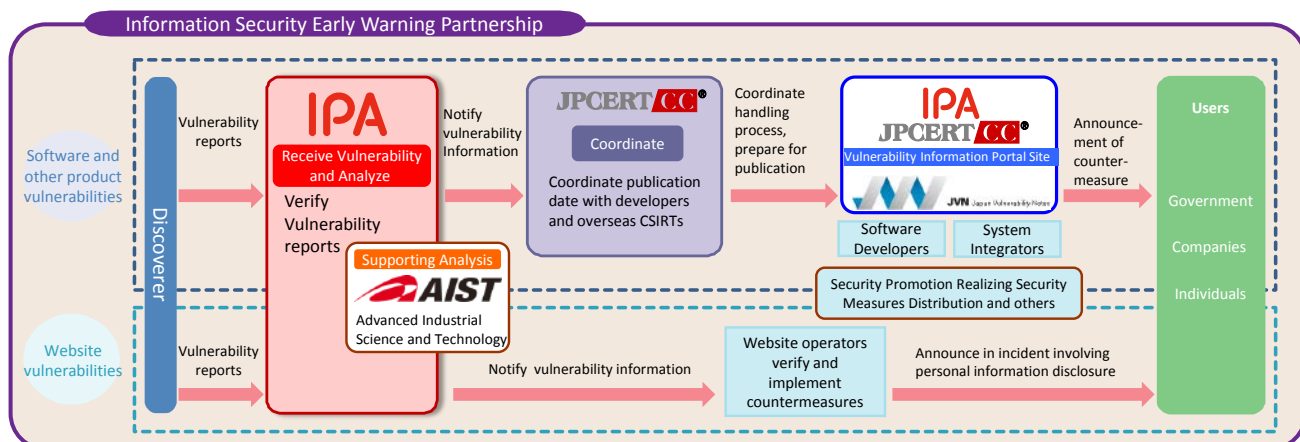 Information Security Early Warning Partnership
Software and
other product
vulnerabilities
Discoverer
Vulnerability
reports
IPA
Receive Vulnerability
and Analyze
Verify
Vulnerability
reports
Supporting Analysis
AIST
Advanced Industrial
Science and Technology
Notify
vulnerability
Information
JPCERT CC®
Coordinate
Coordinate publication
date with developers
and overseas CSIRTs
Coordinate
handling
process,
prepare for
publication
IPA
JPCERT CC®
Vulnerability Information Portal Site
JVN Japan Vulnerability Notes
Software
Developers
System
Integrators
Security Promotion Realizing Security
Measures Distribution and others
Announce-
ment of
counter-
measure
Users
Government
Companies
Individuals
Website
vulnerabilities
Vulnerability
reports
Notify vulnerability information
Website operators
verify and
implement
countermeasures
Announce in incident involving
personal information disclosure